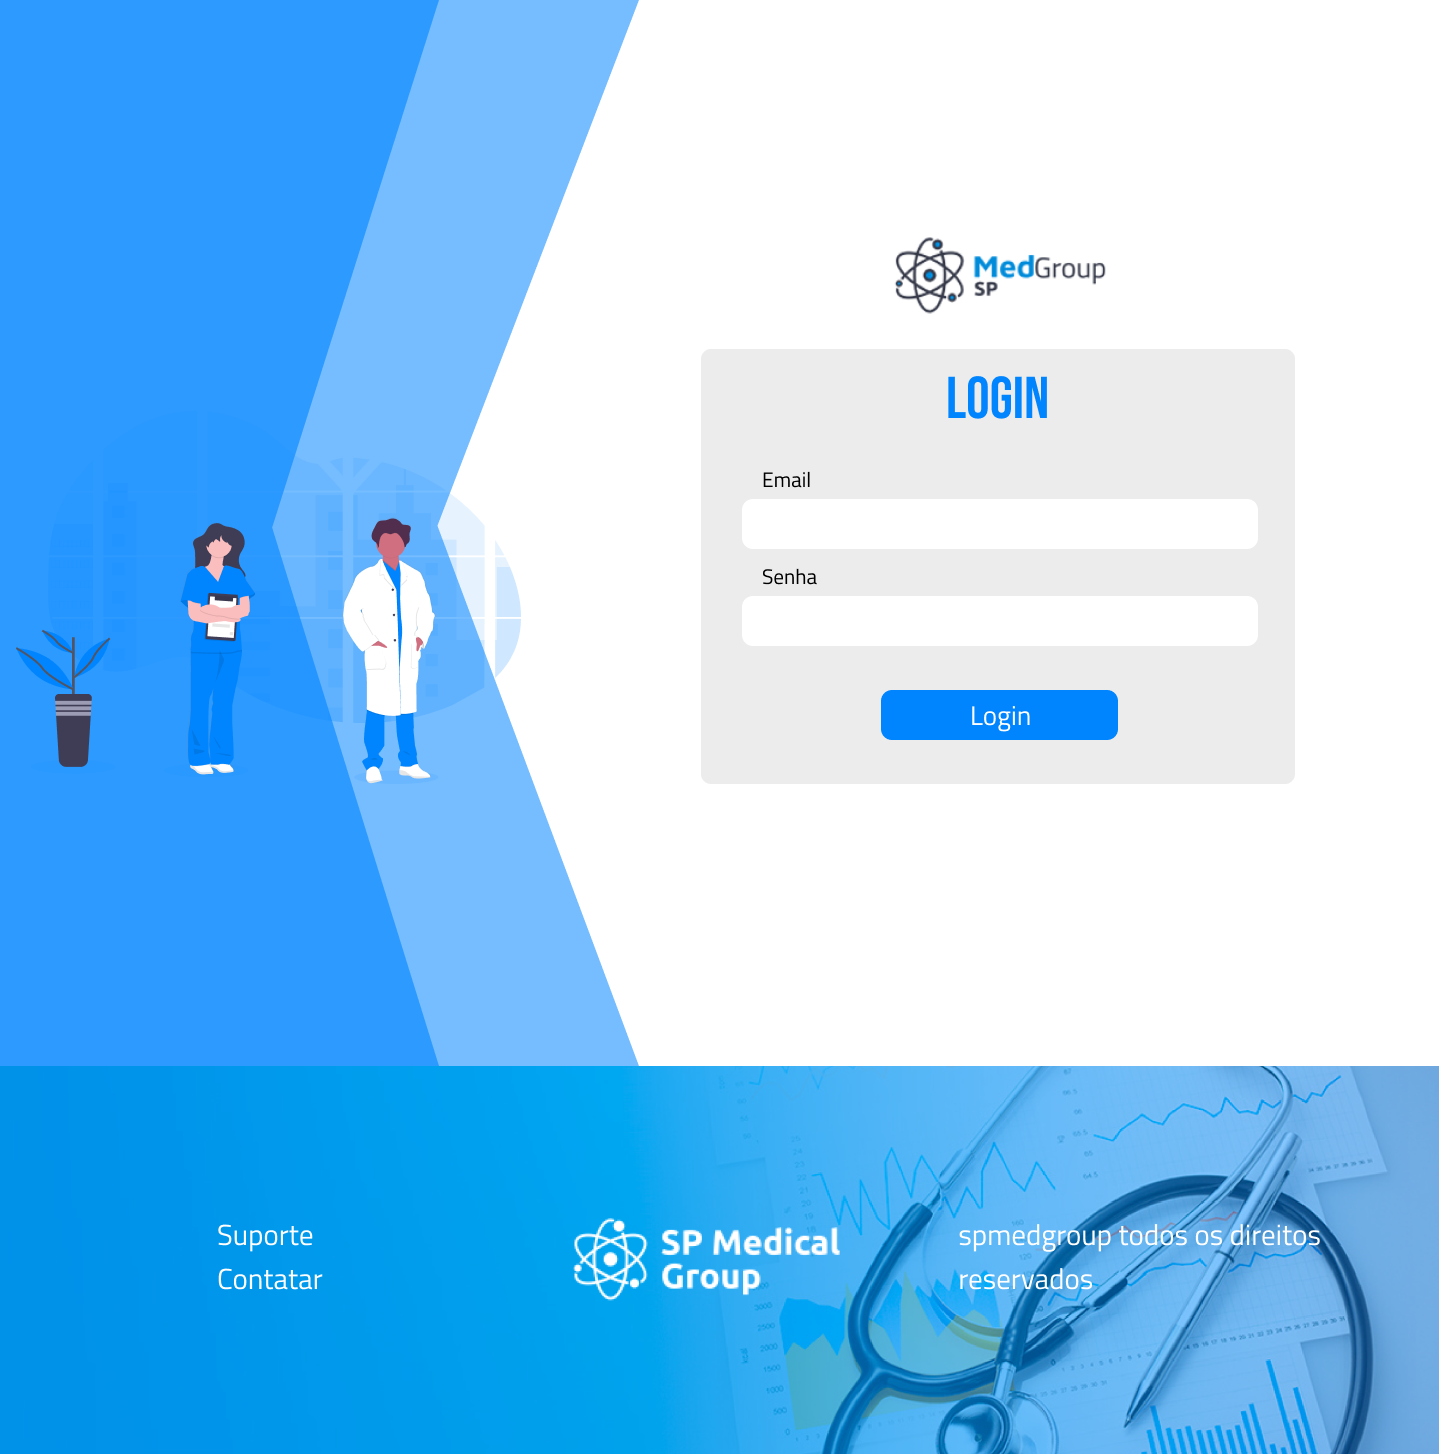 MedGroup
SP
LOGIN
Email
Senha
Login
Suporte
Contatar
SP Medical
Group
spmedgroup todos os direitos
reservados